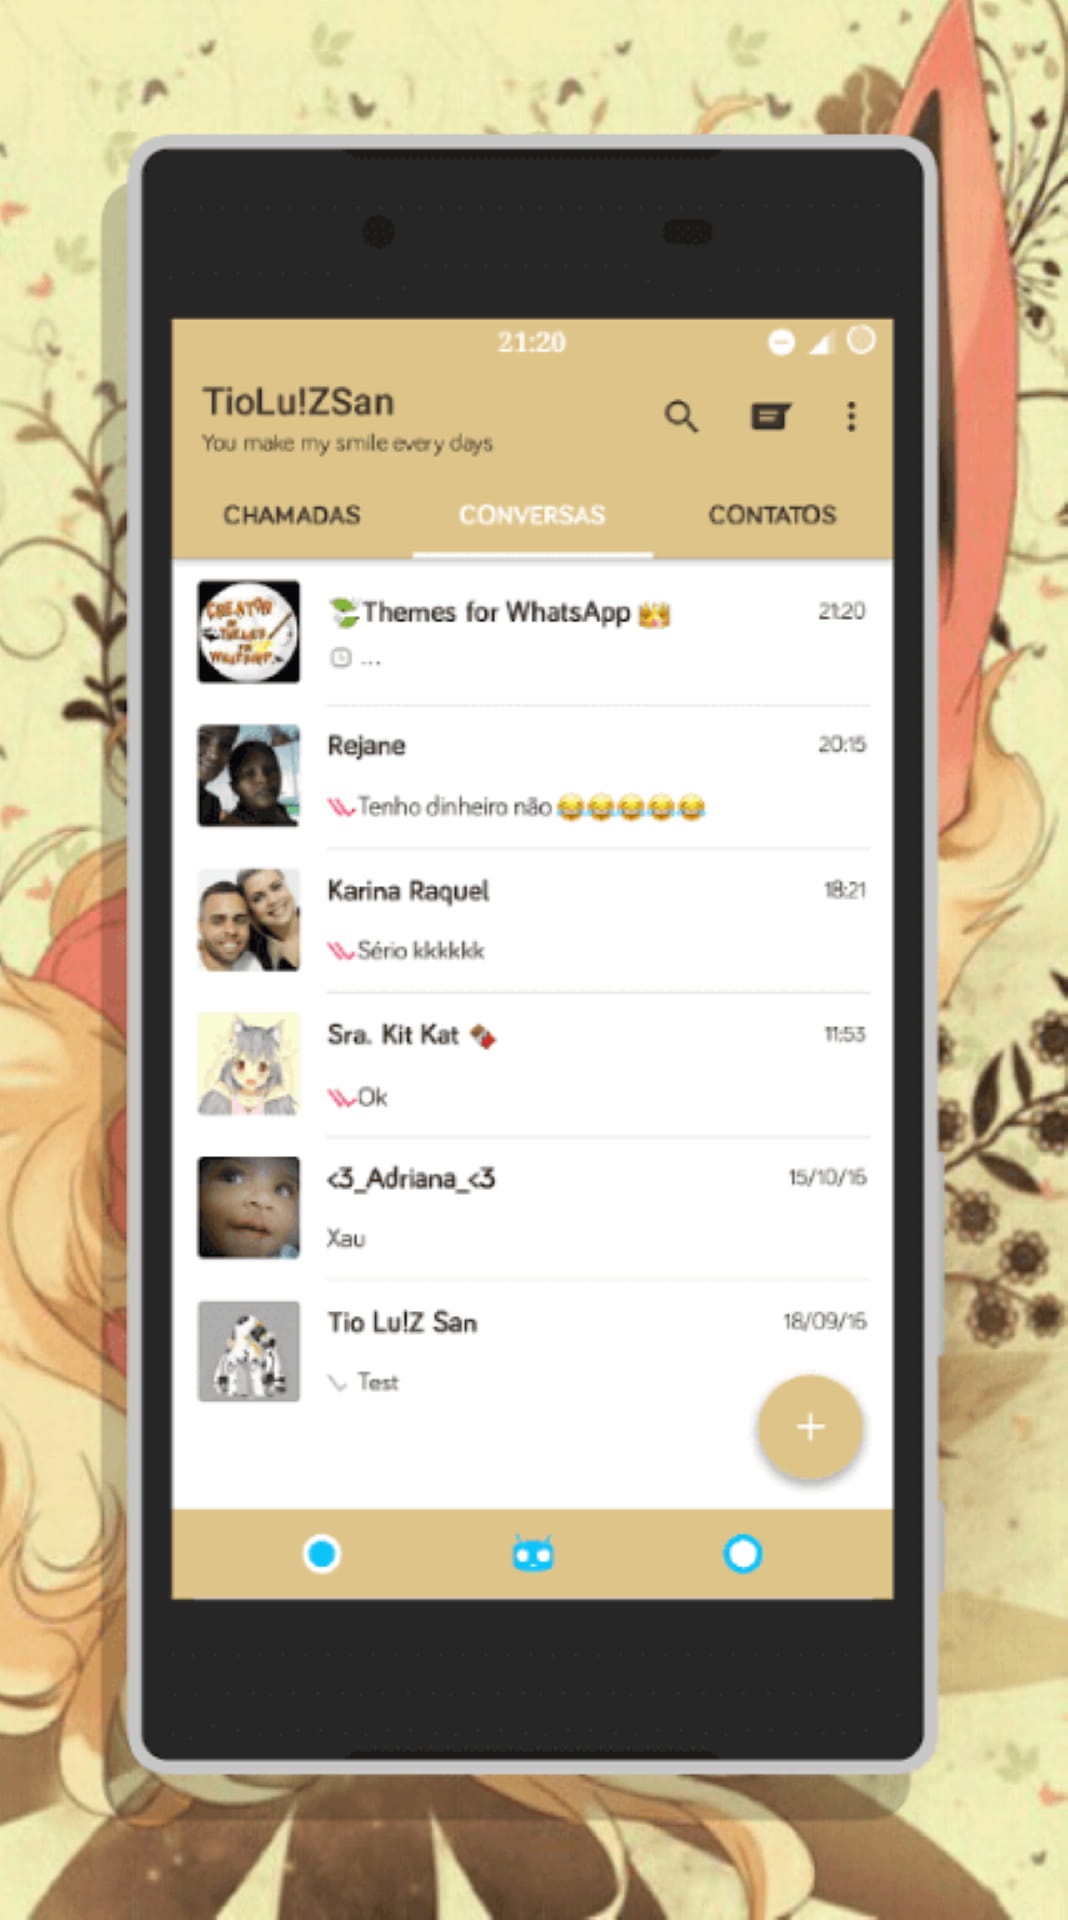 21:20
TioLu!ZSan
You make my smile every days
CHAMADAS CONVERSAS CONTATOS
CREATOR
OF
THEMES
FOR
WHATSAPP
🍃Themes for WhatsApp 👑 21:20
...
Rejane 20:15
Tenho dinheiro não 😂😂😂😂😂
Karina Raquel 18:21
Sério kkkkkk
Sra. Kit Kat 🍫 11:53
Ok
<3_Adriana_<3 15/10/16
Xau
Tio Lu!Z San 18/09/16
Test
+